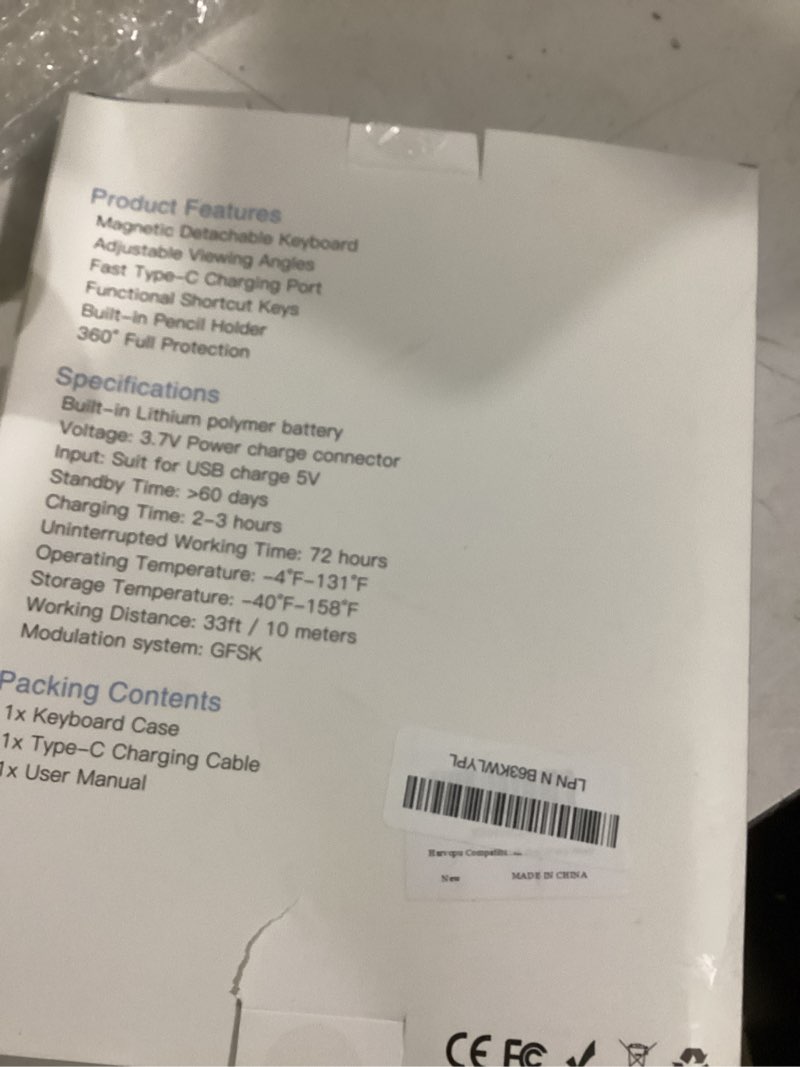 Product Features
Magnetic Detachable Keyboard
Adjustable Viewing Angles
Fast Type-C Charging Port
Functional Shortcut Keys
Built-in Pencil Holder
360° Full Protection
Specifications
Built-in Lithium polymer battery
Voltage: 3.7V Power charge connector
Input: Suit for USB charge 5V
Standby Time: >60 days
Charging Time: 2-3 hours
Uninterrupted Working Time: 72 hours
Operating Temperature: -4°F-131°F
Storage Temperature: -40°F-158°F
Working Distance: 33ft / 10 meters
Modulation system: GFSK
Packing Contents
1x Keyboard Case
1x Type-C Charging Cable
1x User Manual
LPN N B63KWLYPL
New MADE IN CHINA
CE FC